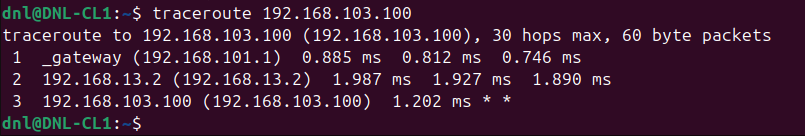 dnl@DNL-CL1:~$ traceroute 192.168.103.100
traceroute to 192.168.103.100 (192.168.103.100), 30 hops max, 60 byte packets
 1  _gateway (192.168.101.1)  0.885 ms  0.812 ms  0.746 ms
 2  192.168.13.2 (192.168.13.2)  1.987 ms  1.927 ms  1.890 ms
 3  192.168.103.100 (192.168.103.100)  1.202 ms * *
dnl@DNL-CL1:~$